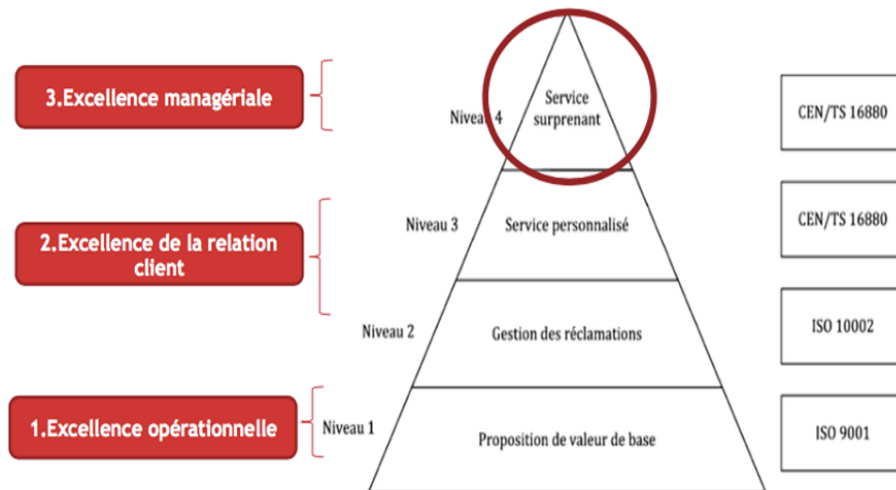 3.Excellence managériale
Niveau 4
Service
surprenant
CEN/TS 16880
2.Excellence de la relation
client
Niveau 3
Service personnalisé
CEN/TS 16880
Niveau 2
Gestion des réclamations
ISO 10002
1.Excellence opérationnelle
Niveau 1
Proposition de valeur de base
ISO 9001